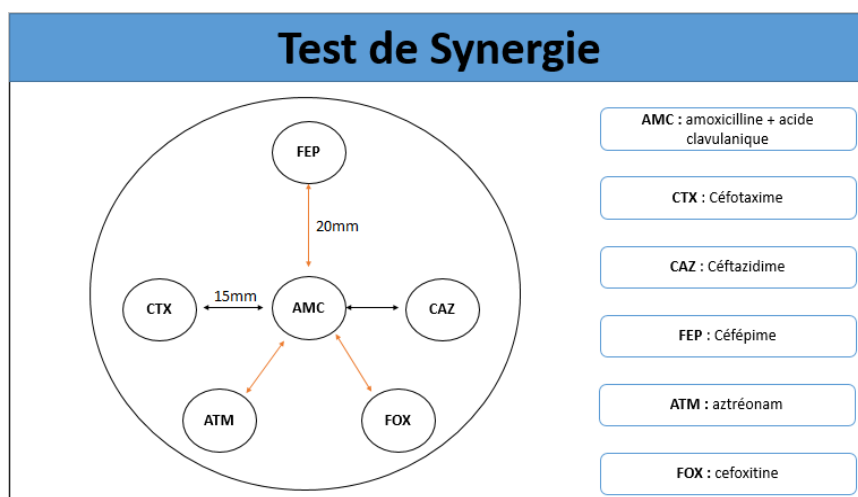 Test de Synergie
FEP
20mm
CTX
15mm
AMC
CAZ
ATM
FOX
AMC : amoxicilline + acide
clavulanique
CTX : Céfotaxime
CAZ : Céftazidime
FEP : Céfépime
ATM : aztréonam
FOX : cefoxitine